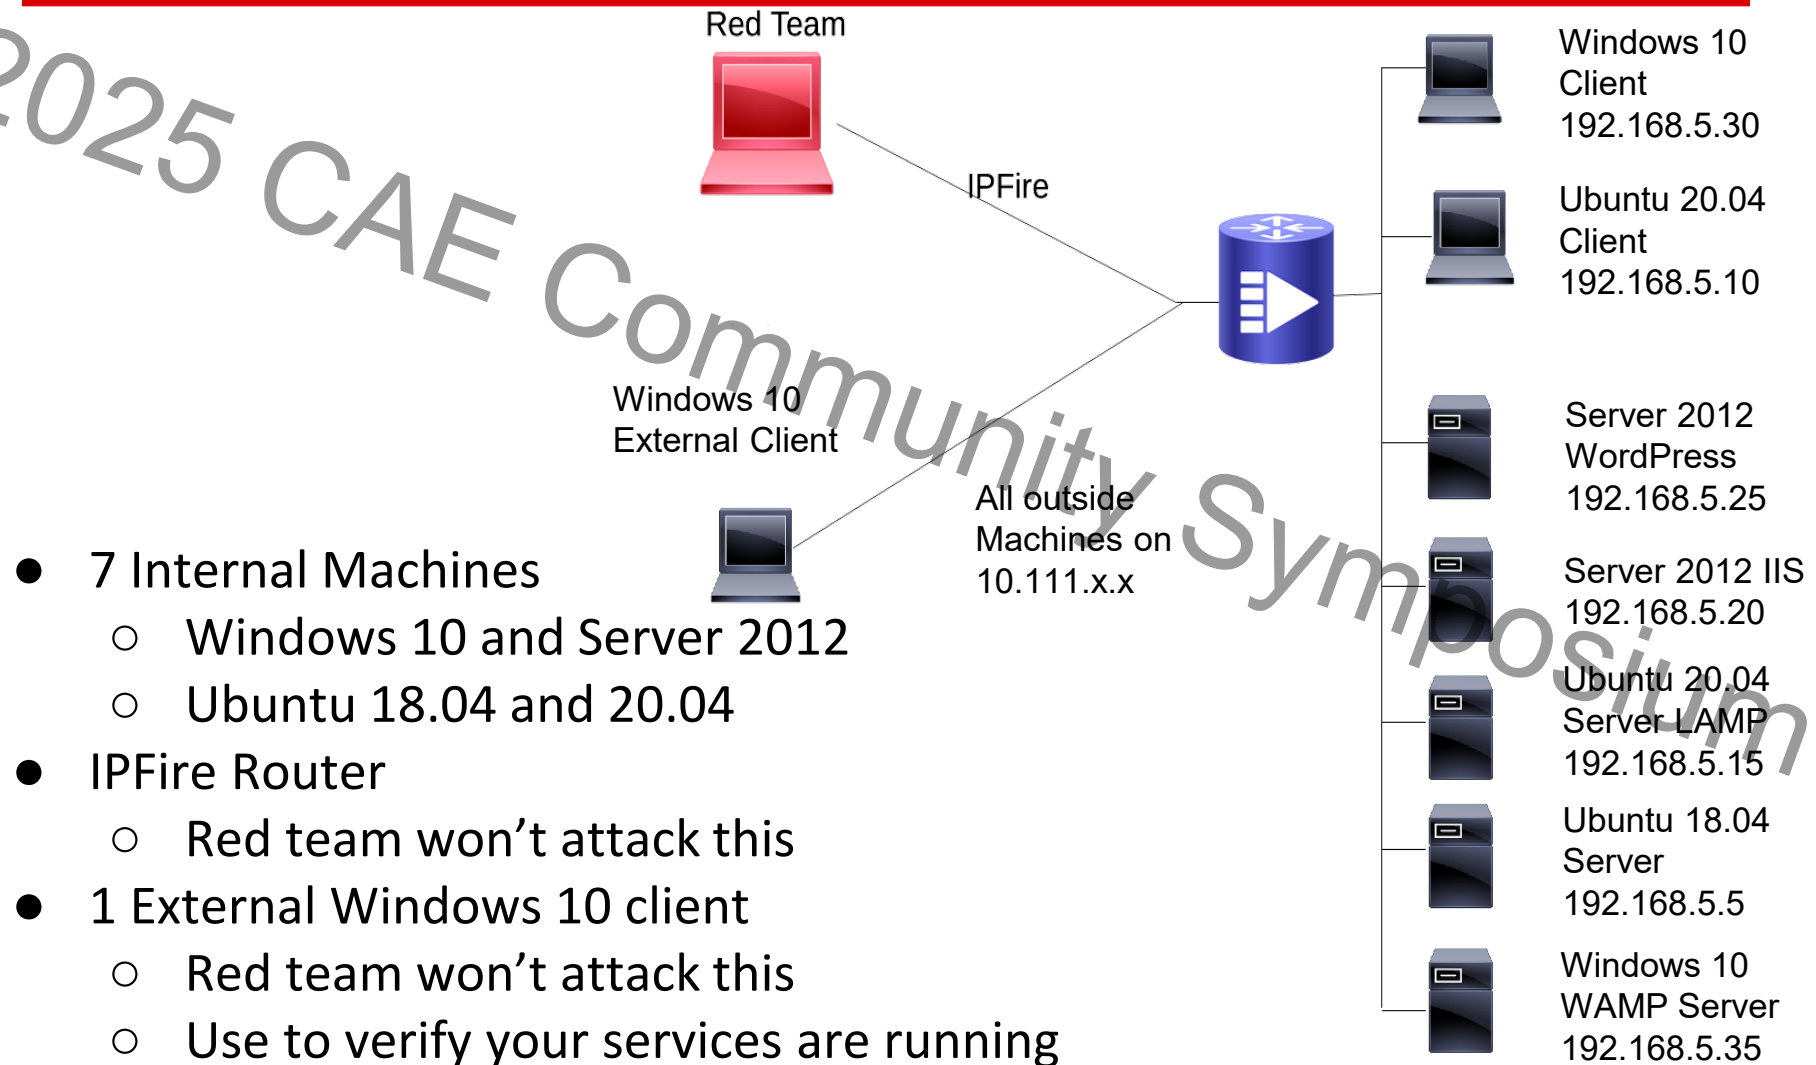 Red Team
IPFire
Windows 10
External Client
All outside
Machines on
10.111.x.x
Windows 10
Client
192.168.5.30
Ubuntu 20.04
Client
192.168.5.10
Server 2012
WordPress
192.168.5.25
Server 2012 IIS
192.168.5.20
Ubuntu 20.04
Server LAMP
192.168.5.15
Ubuntu 18.04
Server
192.168.5.5
Windows 10
WAMP Server
192.168.5.35
● 7 Internal Machines
○ Windows 10 and Server 2012
○ Ubuntu 18.04 and 20.04
● IPFire Router
○ Red team won’t attack this
● 1 External Windows 10 client
○ Red team won’t attack this
○ Use to verify your services are running
2025 CAE Community Symposium